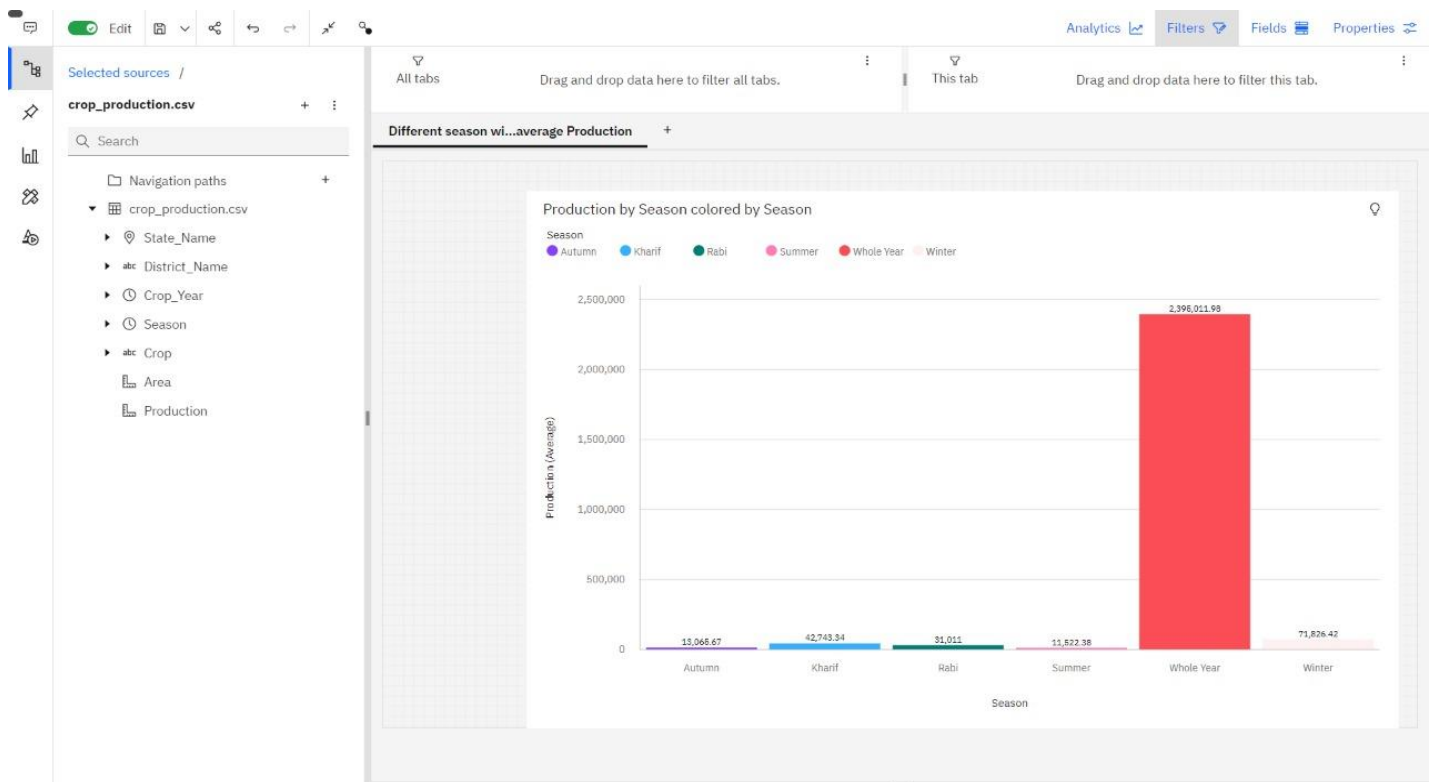 Edit
Analytics
Filters
Fields
Properties
Selected sources /
crop_production.csv
Search
Navigation paths
crop_production.csv
State_Name
abc District_Name
Crop_Year
Season
abc Crop
Area
Production
All tabs
Drag and drop data here to filter all tabs.
This tab
Drag and drop data here to filter this tab.
Different season wi...average Production
Production by Season colored by Season
Season
Autumn Kharif Rabi Summer Whole Year Winter
Production (Average)
2,500,000
2,000,000
1,500,000
1,000,000
500,000
0
13,065.67
42,743.34
31,011
11,522.38
2,395,011.98
71,826.42
Autumn Kharif Rabi Summer Whole Year Winter
Season